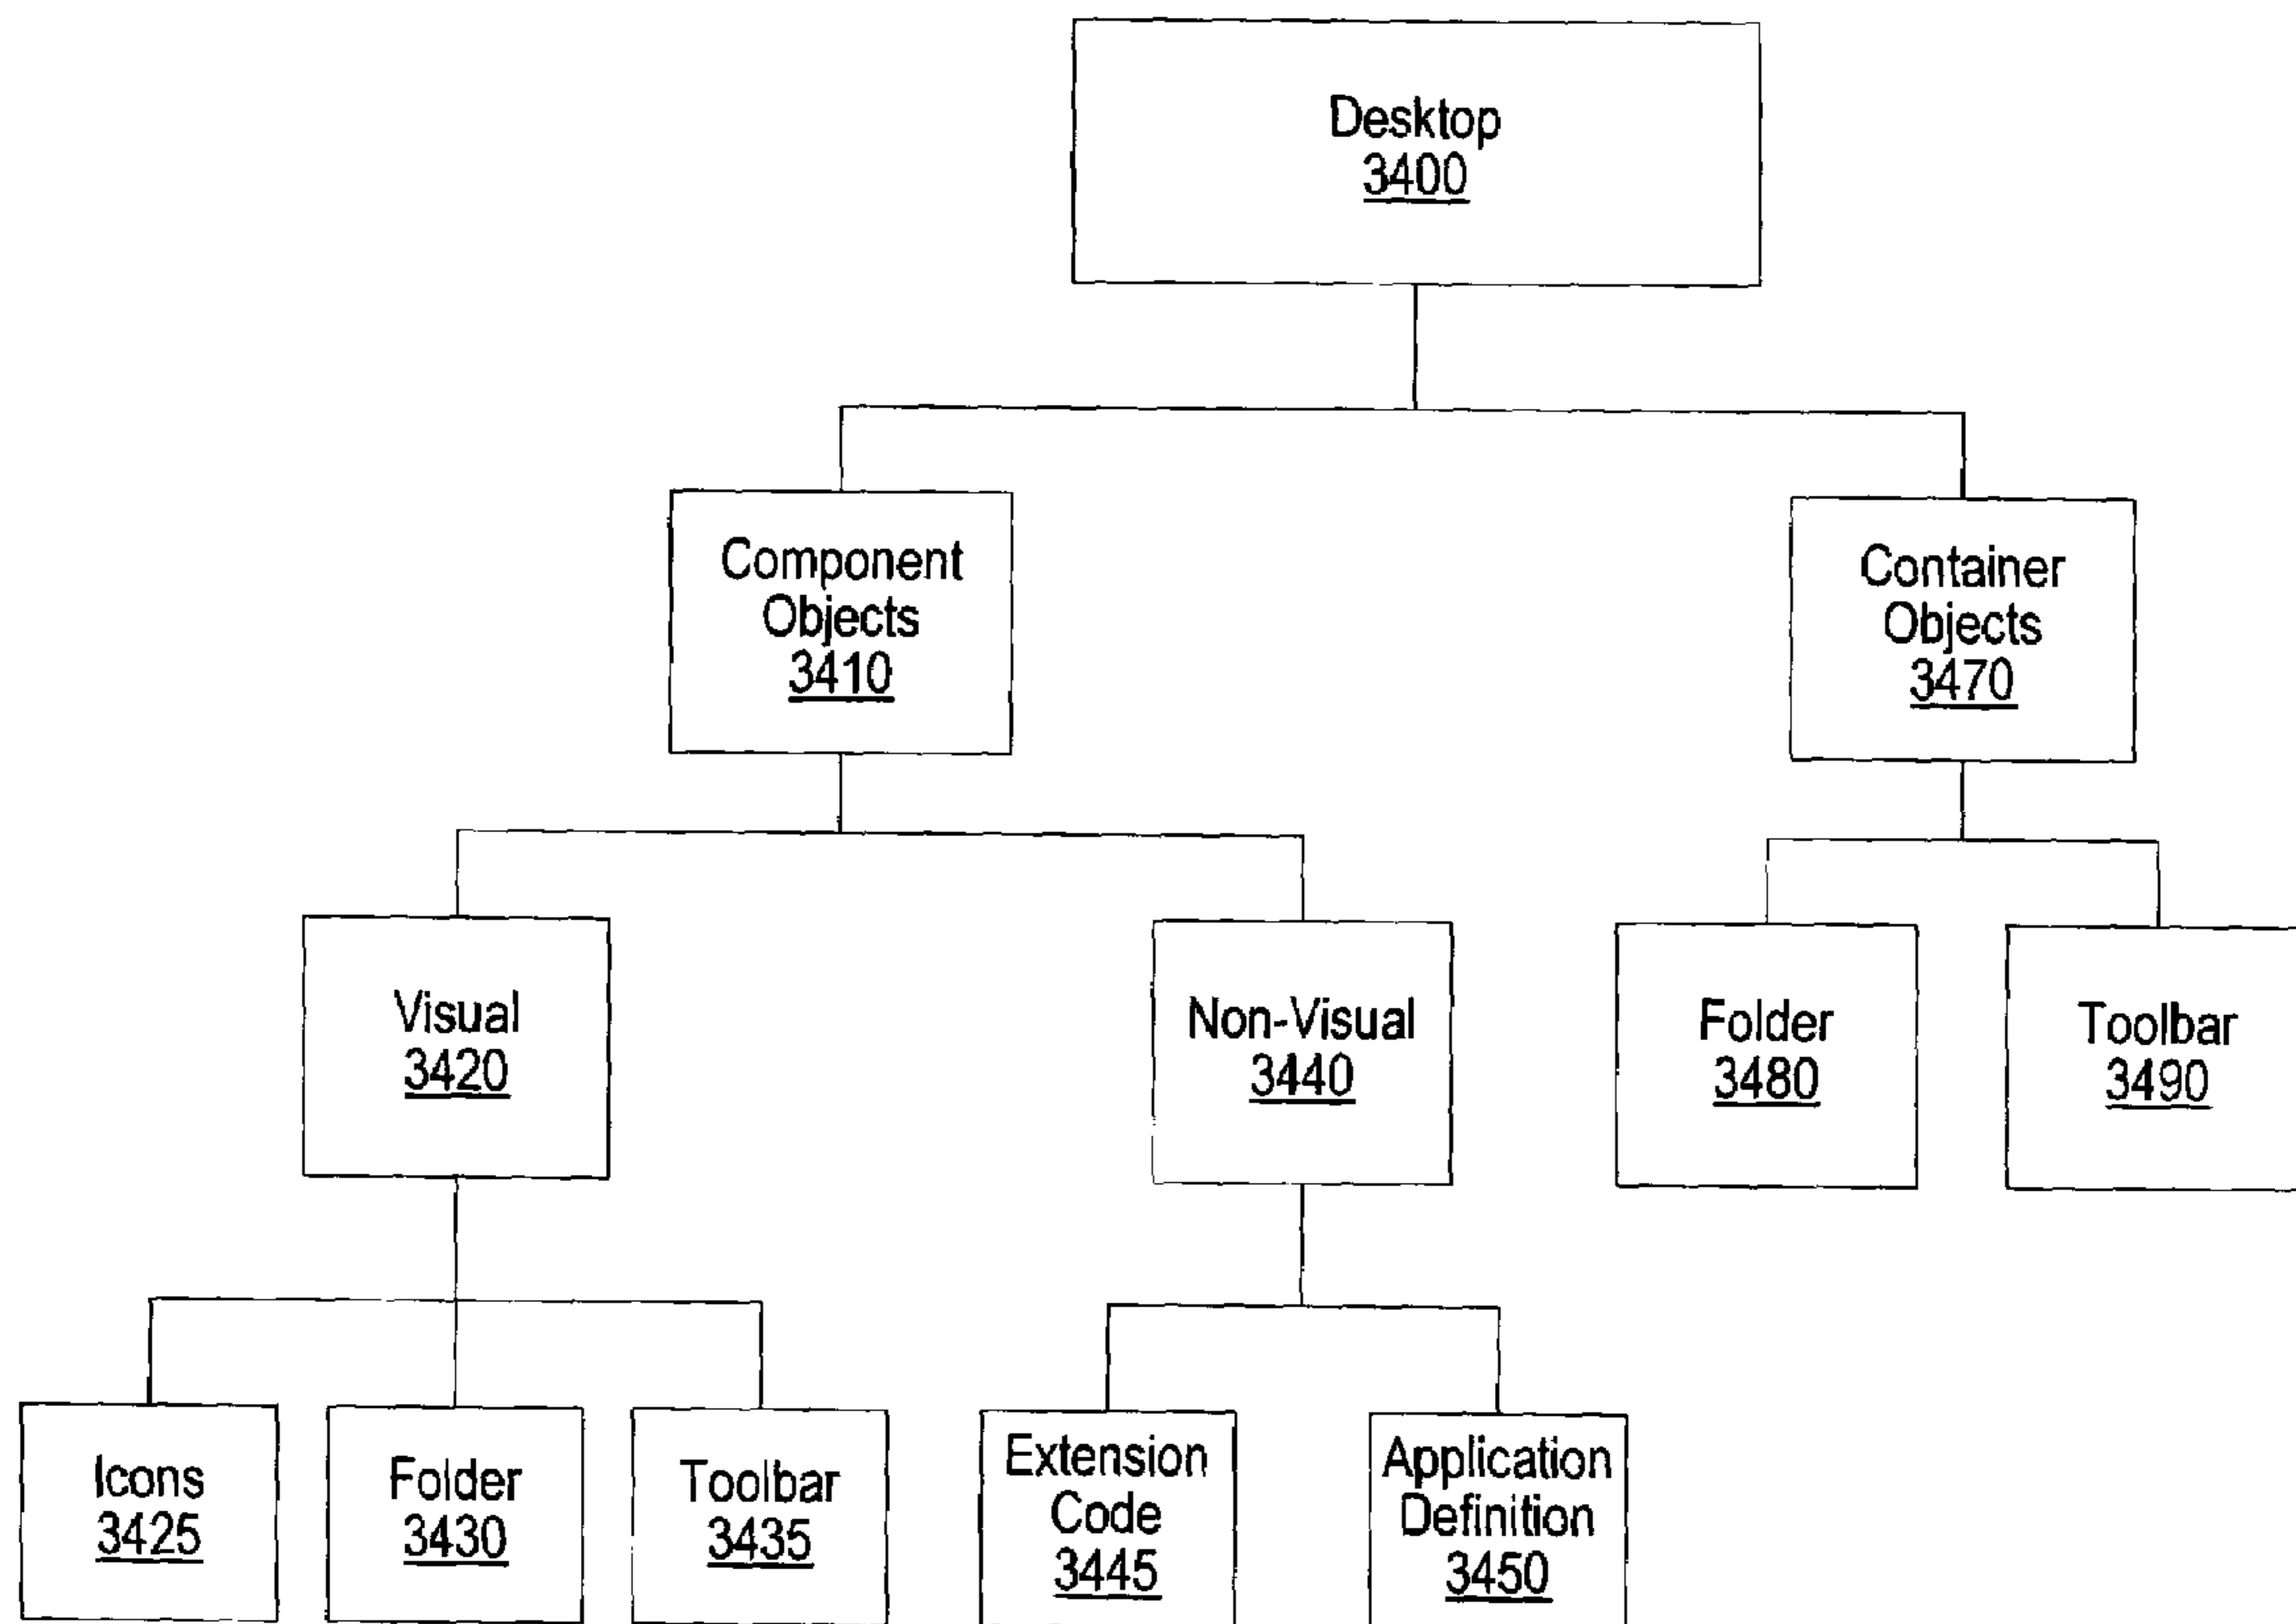 Desktop
3400
Component
Objects
3410
Container
Objects
3470
Visual
3420
Non-Visual
3440
Folder
3480
Toolbar
3490
Icons
3425
Folder
3430
Toolbar
3435
Extension
Code
3445
Application
Definition
3450